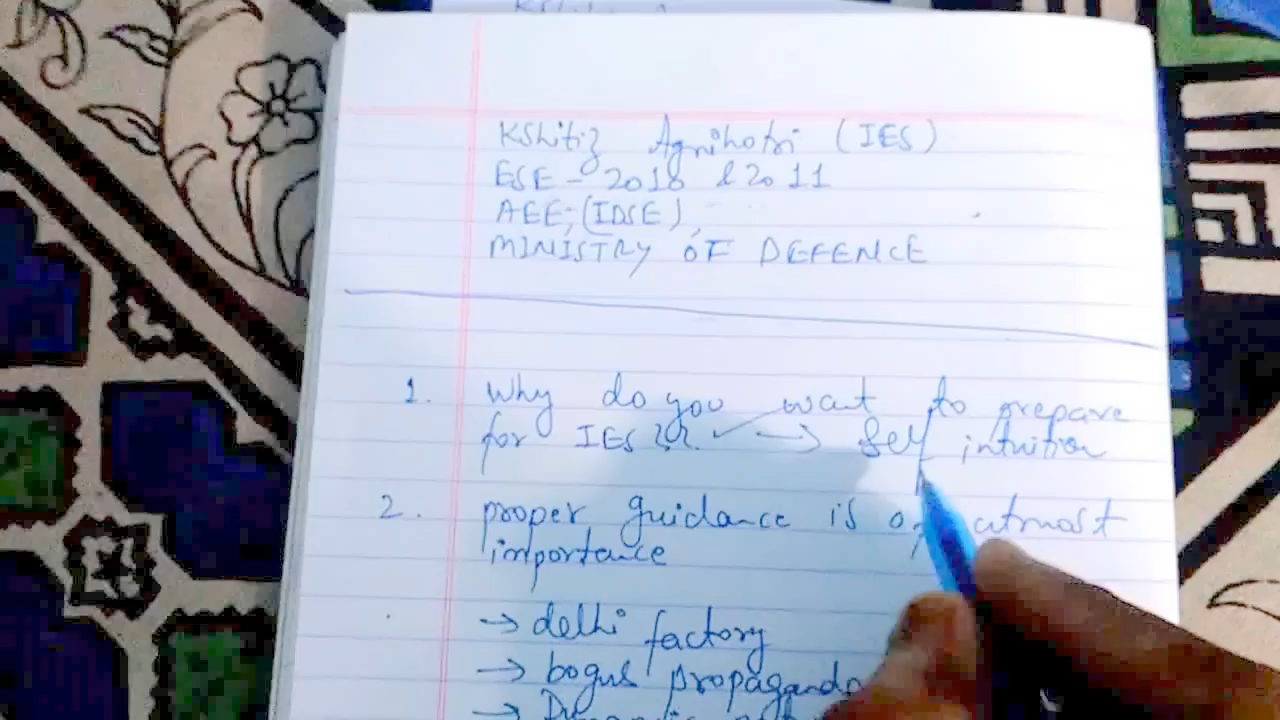 Kshitiz Agnihotri (IES)
ESE - 2018 & 2011
AEE, (IDSE),
MINISTRY OF DEFENCE
1. Why do you want to prepare
for IES ?? → Self intuition
2. proper guidance is of utmost
importance
→ delhi factory
→ bogus propaganda
→